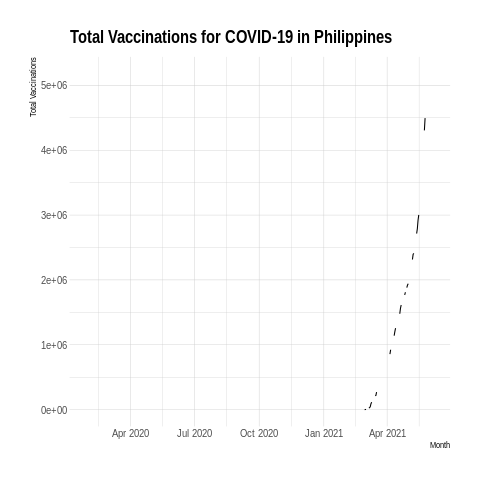 Total Vaccinations for COVID-19 in Philippines
Total Vaccinations
5e+06
4e+06
3e+06
2e+06
1e+06
0e+00
Apr 2020 Jul 2020 Oct 2020 Jan 2021 Apr 2021
Month